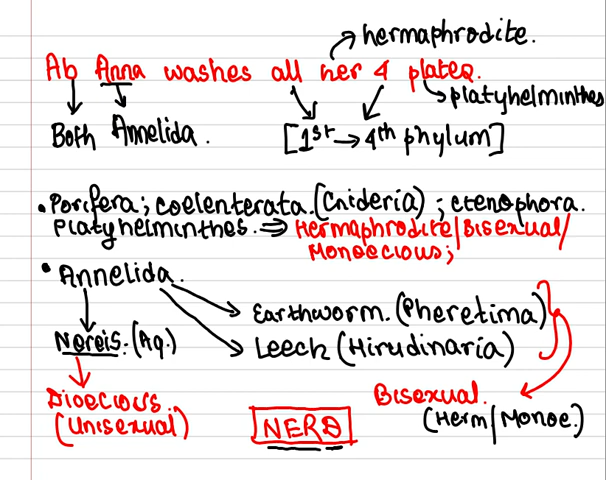 hermaphrodite.
Ab Anna washes all her 4 plates.
platyhelminthes
Both Annelida. [1st → 4th phylum]
• Porifera; coelenterata. (Cnideria); ctenophora.
Platyhelminthes. ⇒ Hermaphrodite/Bisexual/
Monoecious;
• Annelida.
Earthworm. (Pheretima)
Nereis. (Aq.) Leech (Hirudinaria)
Dioecious. Bisexual.
(Unisexual) NERD (Herm/Monoe.)